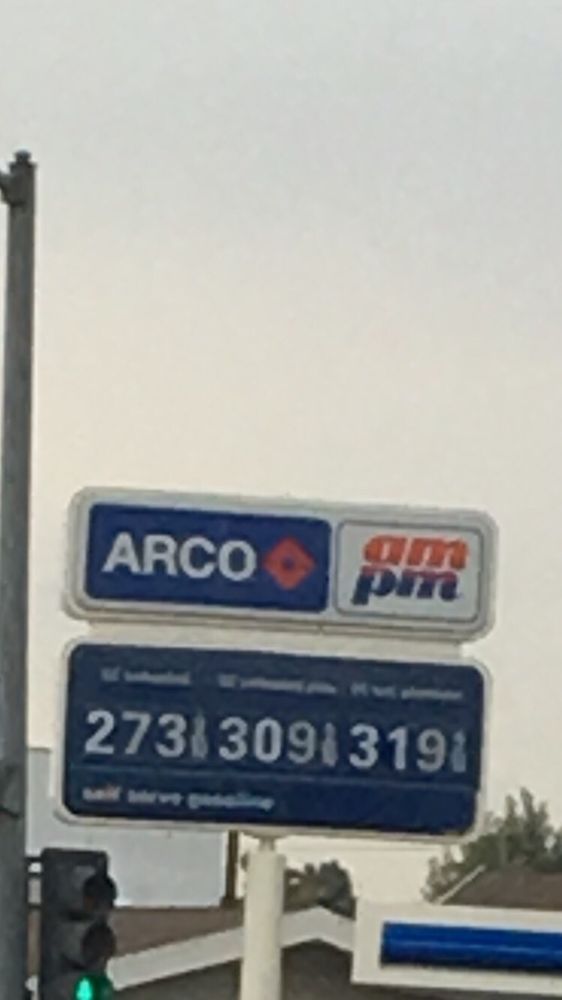 ARCO
am
pm
273 309 319
self serve gasoline